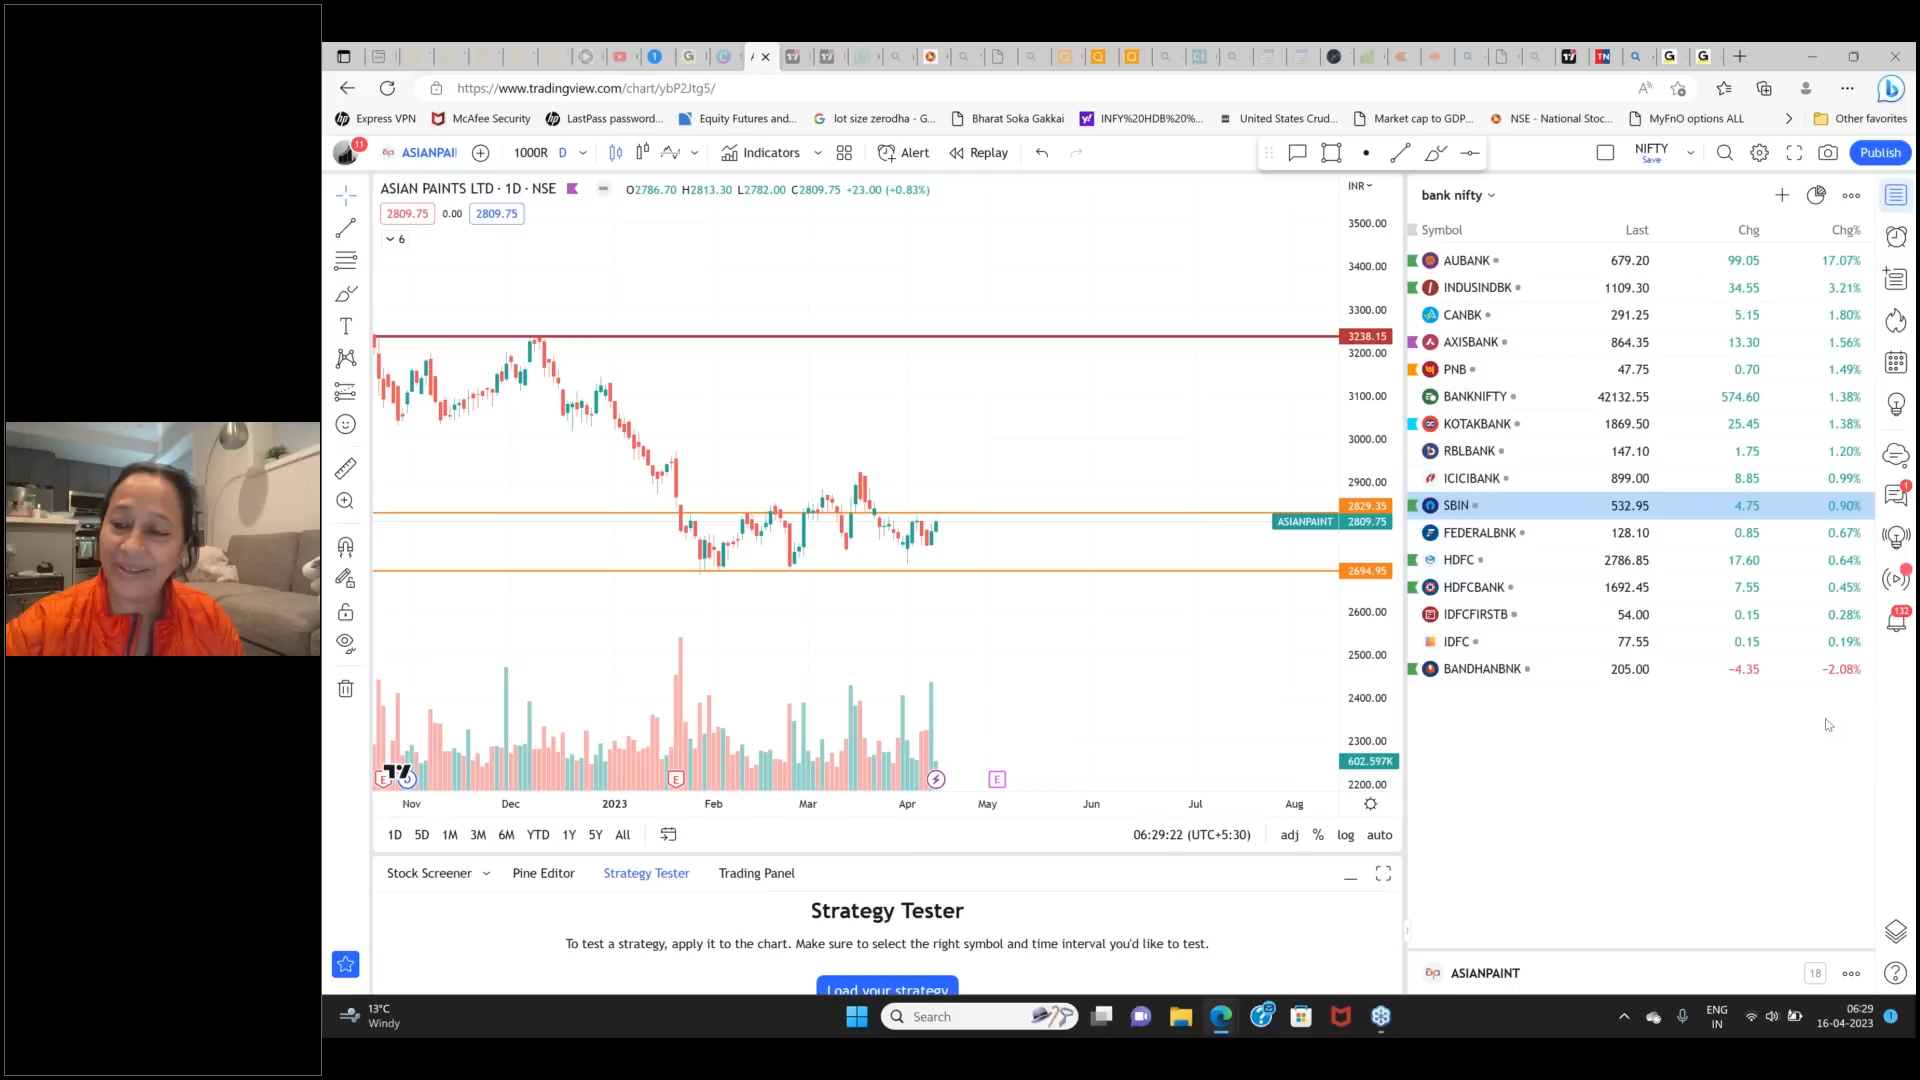 https://www.tradingview.com/chart/ybP2Jtg5/
Express VPN McAfee Security LastPass password... Equity Futures and... lot size zerodha - G... Bharat Soka Gakkai INFY%20HDB%20%... United States Crud... Market cap to GDP... NSE - National Stoc... MyFnO options ALL Other favorites
11 ASIANPAI 1000R D Indicators Alert Replay NIFTY Save Publish
ASIAN PAINTS LTD · 1D · NSE O2786.70 H2813.30 L2782.00 C2809.75 +23.00 (+0.83%) INR
2809.75 0.00 2809.75
6
3500.00
3400.00
3300.00
3238.15
3200.00
3100.00
3000.00
2900.00
2829.35
ASIANPAINT 2809.75
2694.95
2600.00
2500.00
2400.00
2300.00
602.597K
2200.00
E D E E
Nov Dec 2023 Feb Mar Apr May Jun Jul Aug
1D 5D 1M 3M 6M YTD 1Y 5Y All 06:29:22 (UTC+5:30) adj % log auto
Stock Screener Pine Editor Strategy Tester Trading Panel
Strategy Tester
To test a strategy, apply it to the chart. Make sure to select the right symbol and time interval you'd like to test.
Load your strategy
bank nifty
Symbol Last Chg Chg%
AUBANK 679.20 99.05 17.07%
INDUSINDBK 1109.30 34.55 3.21%
CANBK 291.25 5.15 1.80%
AXISBANK 864.35 13.30 1.56%
PNB 47.75 0.70 1.49%
BANKNIFTY 42132.55 574.60 1.38%
KOTAKBANK 1869.50 25.45 1.38%
RBLBANK 147.10 1.75 1.20%
ICICIBANK 899.00 8.85 0.99%
SBIN 532.95 4.75 0.90%
FEDERALBNK 128.10 0.85 0.67%
HDFC 2786.85 17.60 0.64%
HDFCBANK 1692.45 7.55 0.45%
IDFCFIRSTB 54.00 0.15 0.28%
IDFC 77.55 0.15 0.19%
BANDHANBNK 205.00 −4.35 −2.08%
ASIANPAINT 18
1
132
13°C
Windy
Search
ENG
IN
06:29
16-04-2023
1